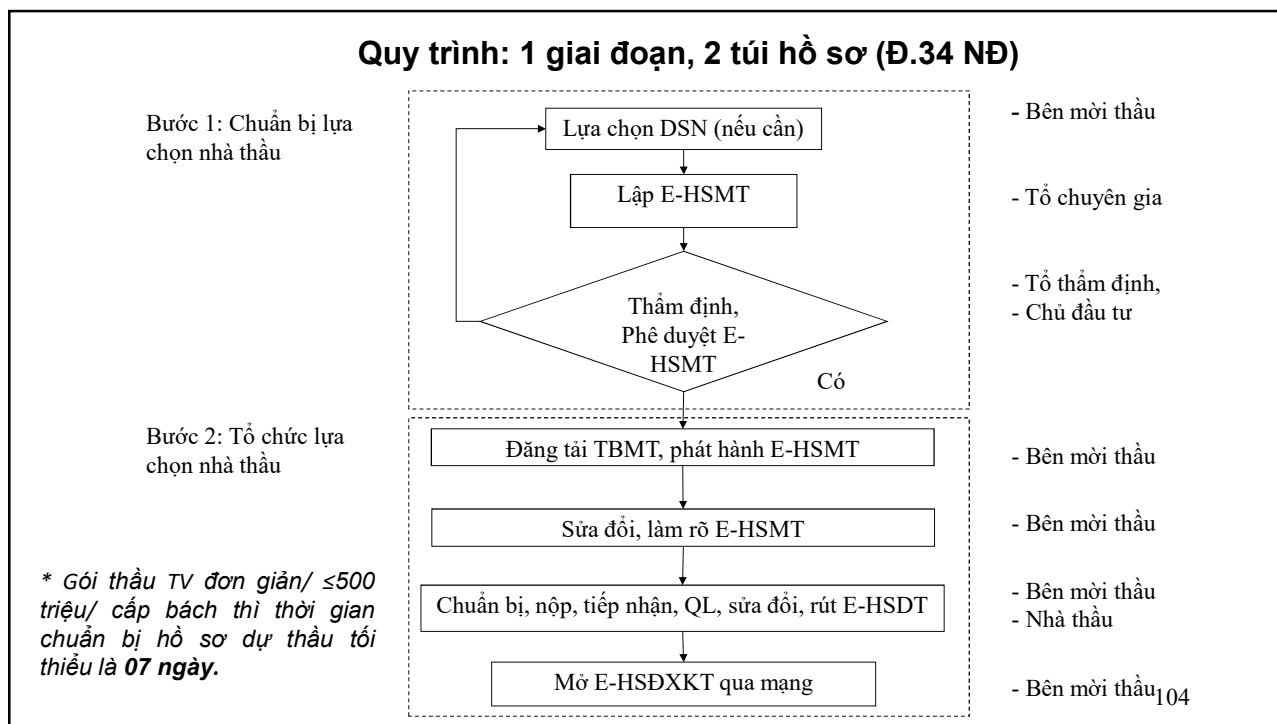 Quy trình: 1 giai đoạn, 2 túi hồ sơ (Đ.34 NĐ)
Bước 1: Chuẩn bị lựa
chọn nhà thầu
Lựa chọn DSN (nếu cần)
- Bên mời thầu
Lập E-HSMT
- Tổ chuyên gia
Thẩm định,
Phê duyệt E-
HSMT
Có
- Tổ thẩm định,
- Chủ đầu tư
Bước 2: Tổ chức lựa
chọn nhà thầu
Đăng tải TBMT, phát hành E-HSMT
- Bên mời thầu
Sửa đổi, làm rõ E-HSMT
- Bên mời thầu
* Gói thầu TV đơn giản/ ≤500
triệu/ cấp bách thì thời gian
chuẩn bị hồ sơ dự thầu tối
thiểu là 07 ngày.
Chuẩn bị, nộp, tiếp nhận, QL, sửa đổi, rút E-HSDT
- Bên mời thầu
- Nhà thầu
Mở E-HSĐXKT qua mạng
- Bên mời thầu
104